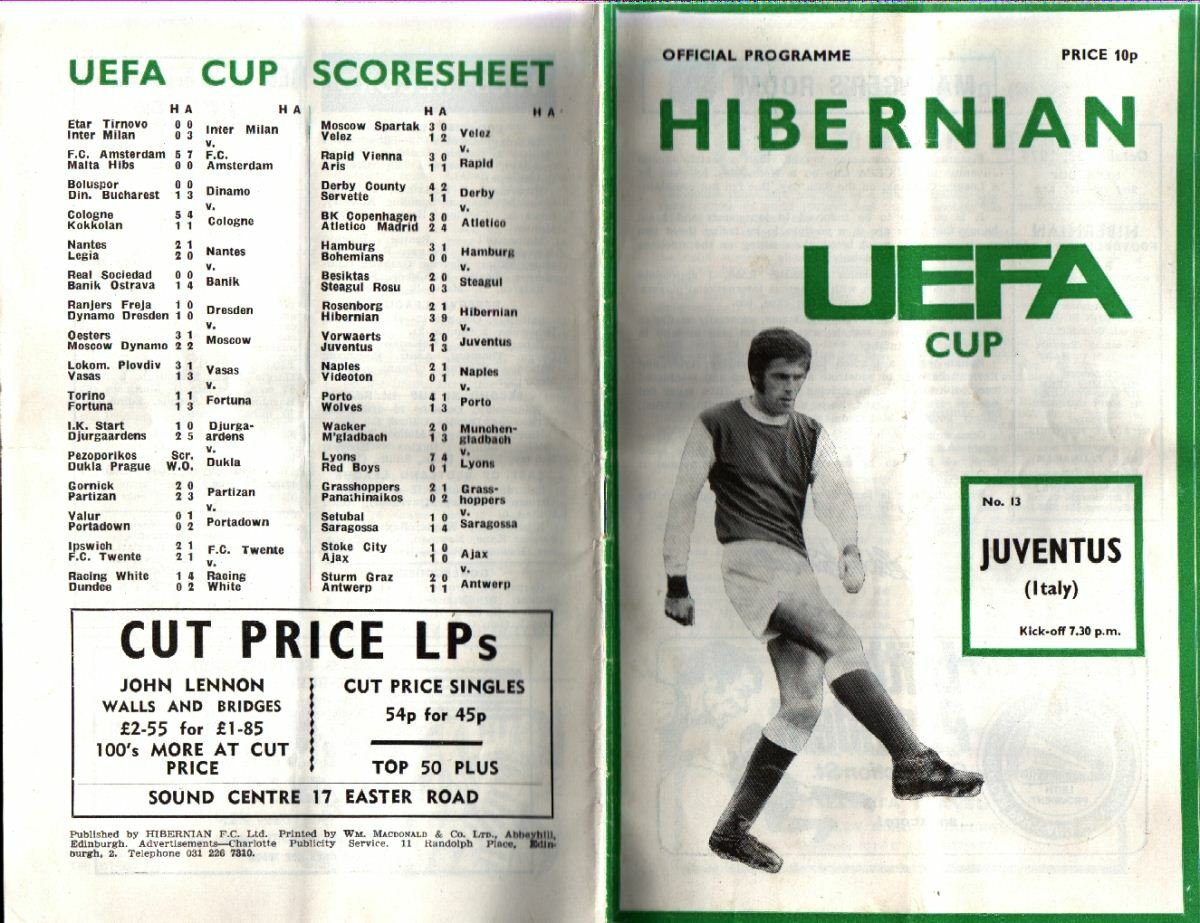 UEFA CUP SCORESHEET
H A H A
Etar Tirnovo 0 0
Inter Milan 0 3
Inter Milan
v.
F.C. Amsterdam 5 7
Malta Hibs 0 0
F.C.
Amsterdam
Boluspor 0 0
Din. Bucharest 1 3
Dinamo
v.
Cologne 5 4
Kokkolan 1 1
Cologne
Nantes 2 1
Legia 2 0
Nantes
v.
Real Sociedad 0 0
Banik Ostrava 1 4
Banik
Ranjers Freja 1 0
Dynamo Dresden 1 0
Dresden
v.
Oesters 3 1
Moscow Dynamo 2 2
Moscow
Lokom. Plovdiv 3 1
Vasas 1 3
Vasas
v.
Torino 1 1
Fortuna 1 3
Fortuna
I.K. Start 1 0
Djurgaardens 2 5
Djurga-
ardens
v.
Pezoporikos Scr.
Dukla Prague W.O.
Dukla
Gornick 2 0
Partizan 2 3
Partizan
v.
Valur 0 1
Portadown 0 2
Portadown
Ipswich 2 1
F.C. Twente 2 1
F.C. Twente
v.
Racing White 1 4
Dundee 0 2
Racing
White
H A H A
Moscow Spartak 3 0
Velez 1 2
Velez
v.
Rapid Vienna 3 0
Aris 1 1
Rapid
Derby County 4 2
Servette 1 1
Derby
v.
BK Copenhagen 3 0
Atletico Madrid 2 4
Atletico
Hamburg 3 1
Bohemians 0 0
Hamburg
v.
Besiktas 2 0
Steagul Rosu 0 3
Steagul
Rosenborg 2 1
Hibernian 3 9
Hibernian
v.
Vorwaerts 2 0
Juventus 1 3
Juventus
Naples 2 1
Videoton 0 1
Naples
v.
Porto 4 1
Wolves 1 3
Porto
Wacker 2 0
M'gladbach 1 3
Munchen-
gladbach
v.
Lyons 7 4
Red Boys 0 1
Lyons
Grasshoppers 2 1
Panathinaikos 0 2
Grass-
hoppers
v.
Setubal 1 0
Saragossa 1 4
Saragossa
Stoke City 1 0
Ajax 1 0
Ajax
v.
Sturm Graz 2 0
Antwerp 1 1
Antwerp
CUT PRICE LPs
JOHN LENNON
WALLS AND BRIDGES
£2-55 for £1-85
100's MORE AT CUT
PRICE
CUT PRICE SINGLES
54p for 45p
TOP 50 PLUS
SOUND CENTRE 17 EASTER ROAD
Published by HIBERNIAN F.C. Ltd. Printed by WM. MACDONALD & Co. LTD., Abbeyhill,
Edinburgh. Advertisements—Charlotte Publicity Service. 11 Randolph Place, Edin-
burgh, 2. Telephone 031 226 7310.
OFFICIAL PROGRAMME PRICE 10p
HIBERNIAN
UEFA
CUP
No. 13
JUVENTUS
(Italy)
Kick-off 7.30 p.m.